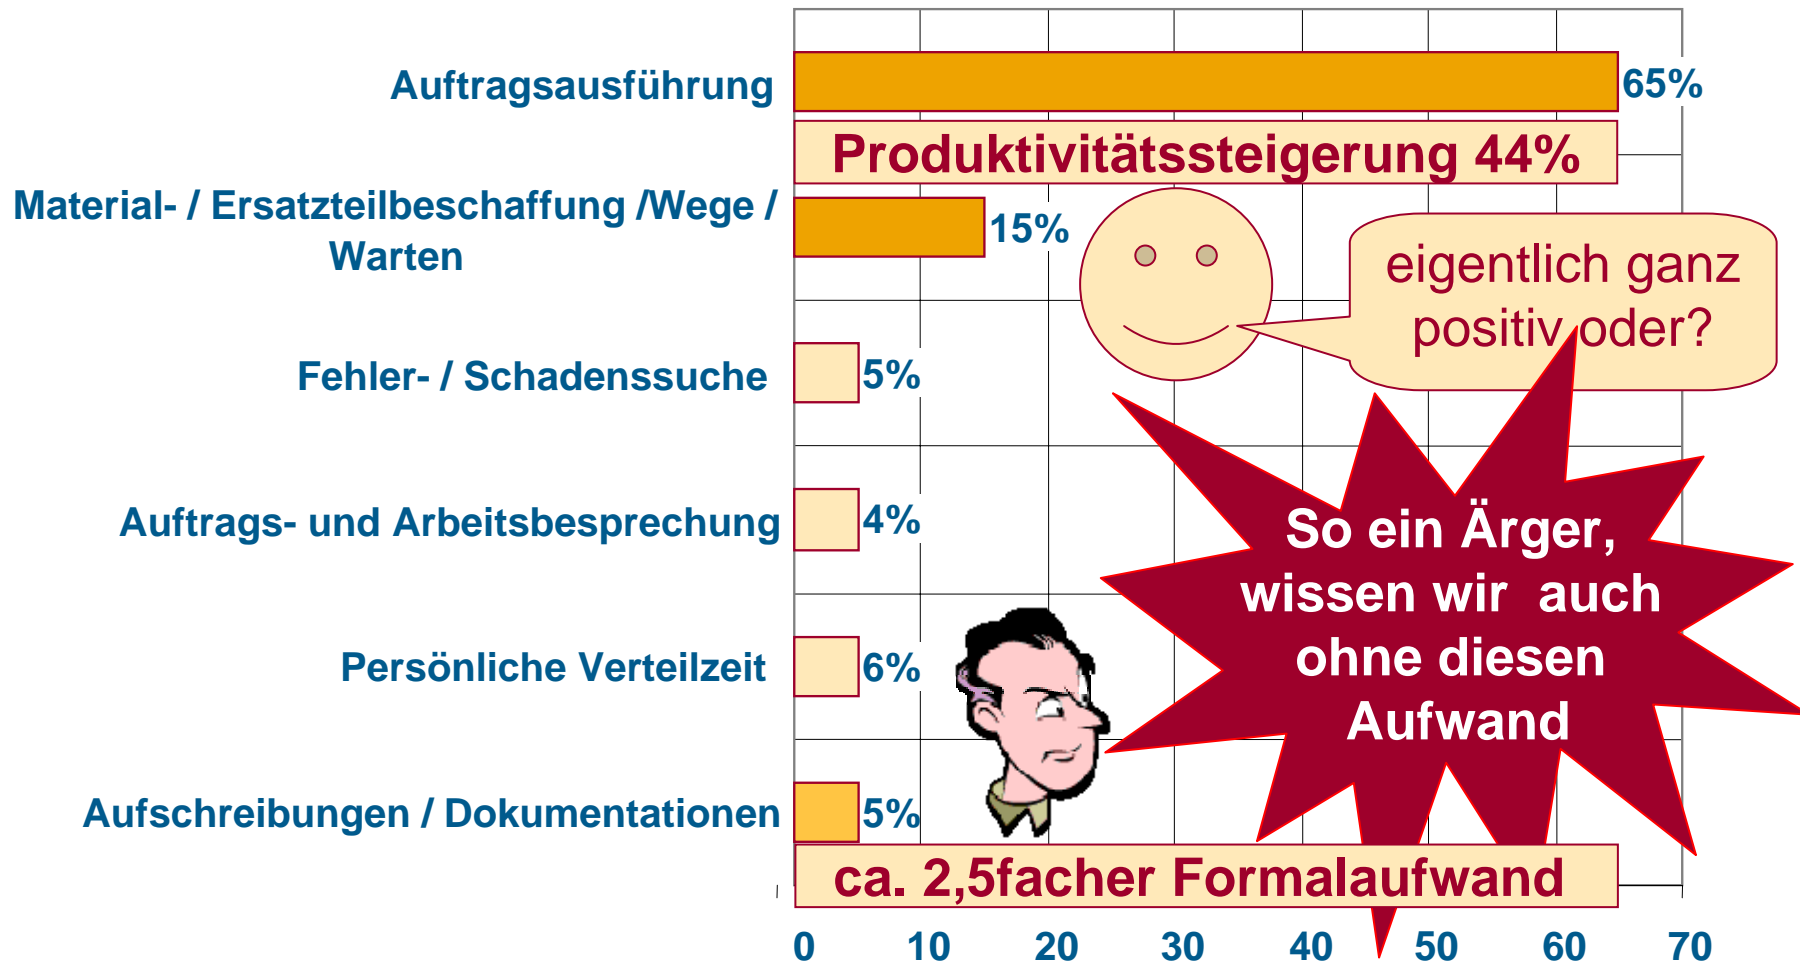 Auftragsausführung
65%
Produktivitätssteigerung 44%
Material- / Ersatzteilbeschaffung /Wege /
Warten
15%
eigentlich ganz
positiv oder?
Fehler- / Schadenssuche
5%
Auftrags- und Arbeitsbesprechung
4%
So ein Ärger,
wissen wir auch
ohne diesen
Aufwand
Persönliche Verteilzeit
6%
Aufschreibungen / Dokumentationen
5%
ca. 2,5facher Formalaufwand
0 10 20 30 40 50 60 70